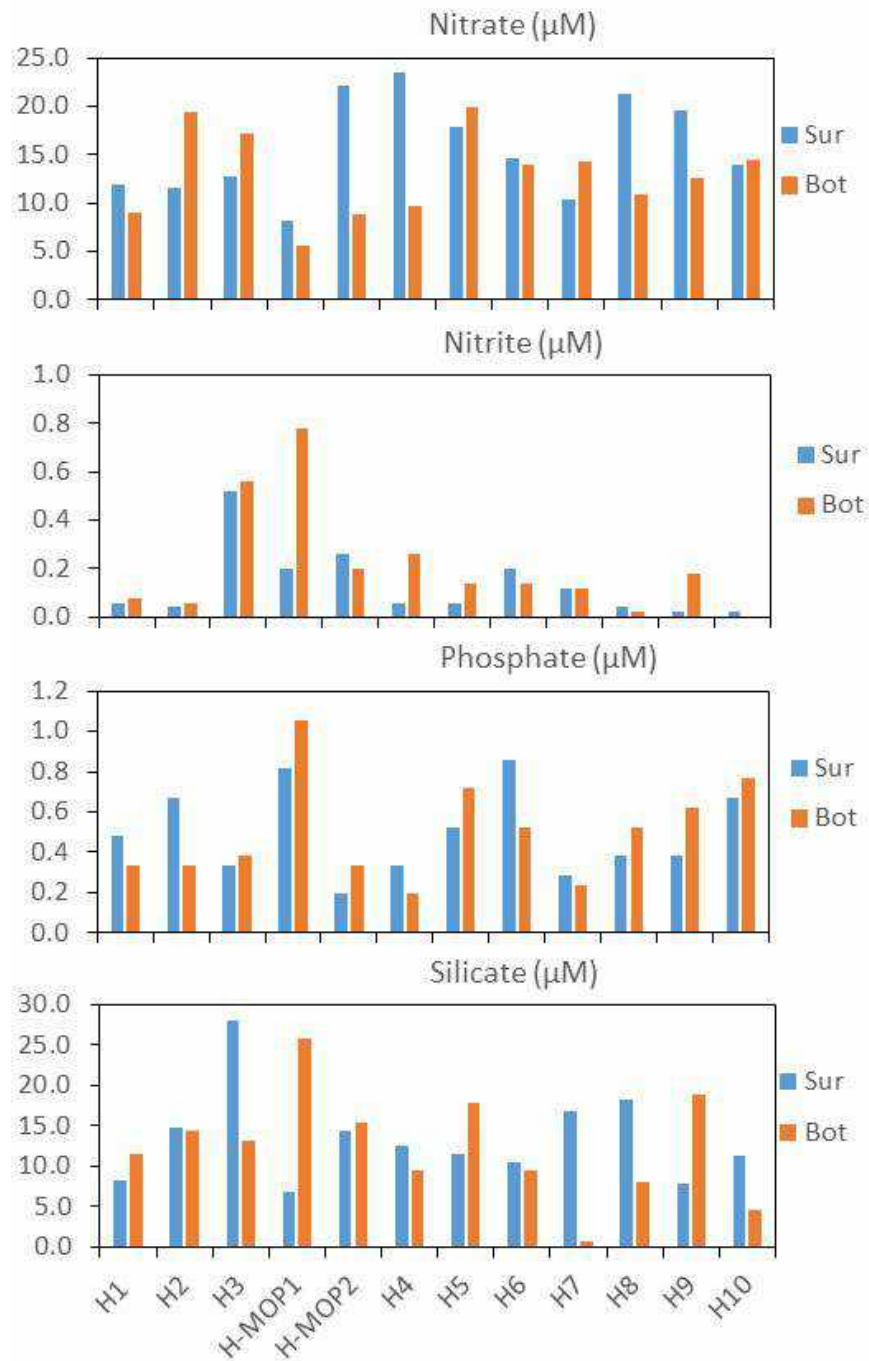 Nitrate (µM)
25.0
20.0
15.0
10.0
5.0
0.0
Sur
Bot
Nitrite (µM)
1.0
0.8
0.6
0.4
0.2
0.0
Sur
Bot
Phosphate (µM)
1.2
1.0
0.8
0.6
0.4
0.2
0.0
Sur
Bot
Silicate (µM)
30.0
25.0
20.0
15.0
10.0
5.0
0.0
Sur
Bot
H1
H2
H3
H-MOP1
H-MOP2
H4
H5
H6
H7
H8
H9
H10